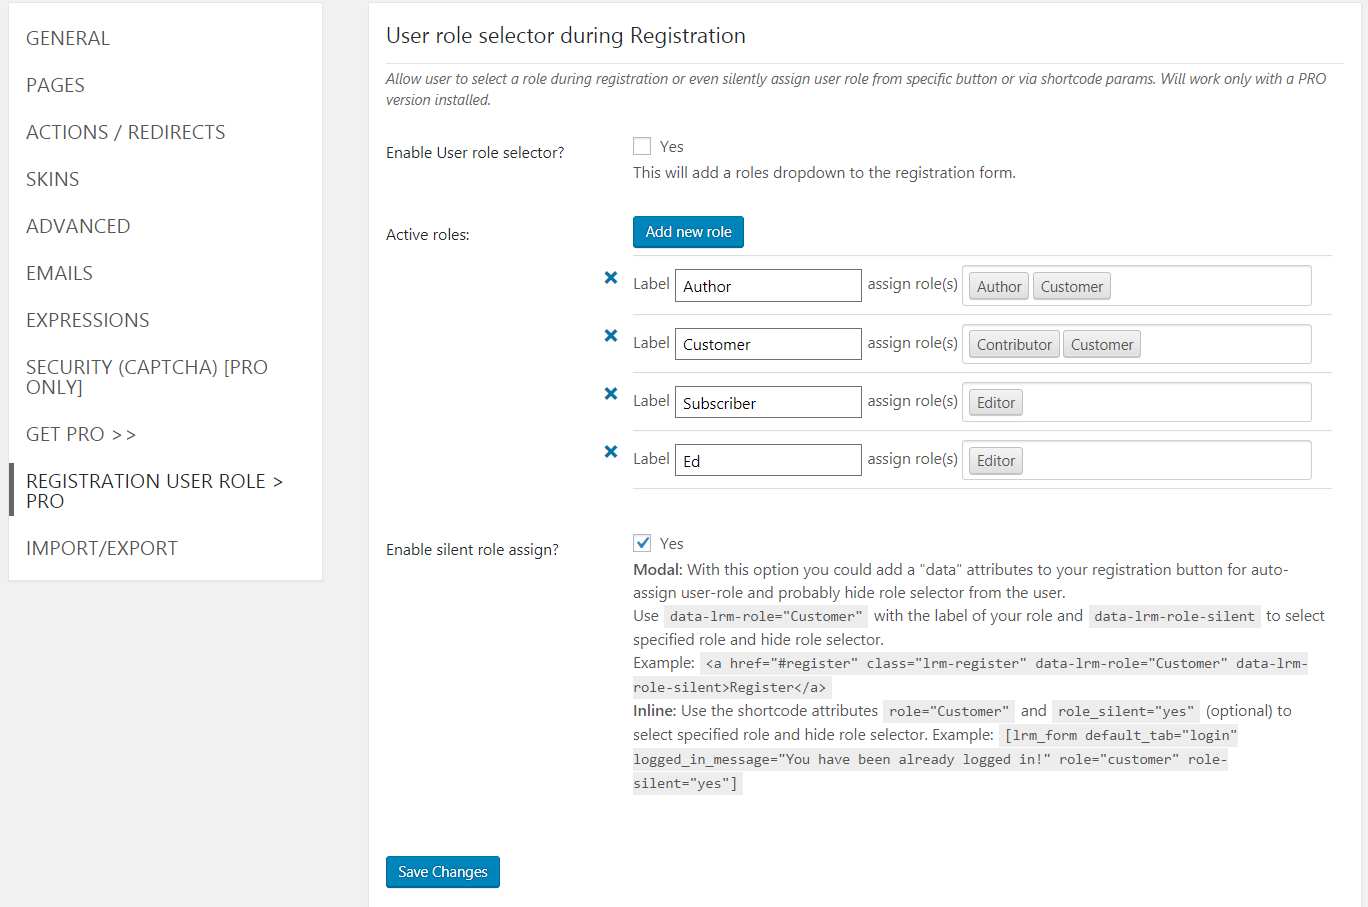 GENERAL
PAGES
ACTIONS / REDIRECTS
SKINS
ADVANCED
EMAILS
EXPRESSIONS
SECURITY (CAPTCHA) [PRO
ONLY]
GET PRO >>
REGISTRATION USER ROLE >
PRO
IMPORT/EXPORT
User role selector during Registration
Allow user to select a role during registration or even silently assign user role from specific button or via shortcode params. Will work only with a PRO
version installed.
Enable User role selector?
Yes
This will add a roles dropdown to the registration form.
Active roles:
Add new role
Label Author assign role(s) Author Customer
Label Customer assign role(s) Contributor Customer
Label Subscriber assign role(s) Editor
Label Ed assign role(s) Editor
Enable silent role assign?
Yes
Modal: With this option you could add a "data" attributes to your registration button for auto-
assign user-role and probably hide role selector from the user.
Use data-lrm-role="Customer" with the label of your role and data-lrm-role-silent to select
specified role and hide role selector.
Example: <a href="#register" class="lrm-register" data-lrm-role="Customer" data-lrm-
role-silent>Register</a>
Inline: Use the shortcode attributes role="Customer" and role_silent="yes" (optional) to
select specified role and hide role selector. Example: [lrm_form default_tab="login"
logged_in_message="You have been already logged in!" role="customer" role-
silent="yes"]
Save Changes